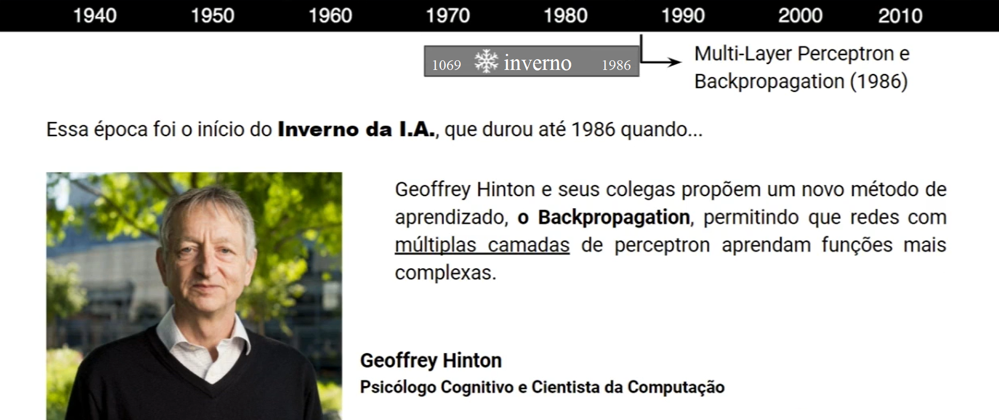 1940 1950 1960 1970 1980 1990 2000 2010
1069 inverno 1986
Multi-Layer Perceptron e
Backpropagation (1986)
Essa época foi o início do Inverno da I.A., que durou até 1986 quando...
Geoffrey Hinton e seus colegas propõem um novo método de
aprendizado, o Backpropagation, permitindo que redes com
múltiplas camadas de perceptron aprendam funções mais
complexas.
Geoffrey Hinton
Psicólogo Cognitivo e Cientista da Computação